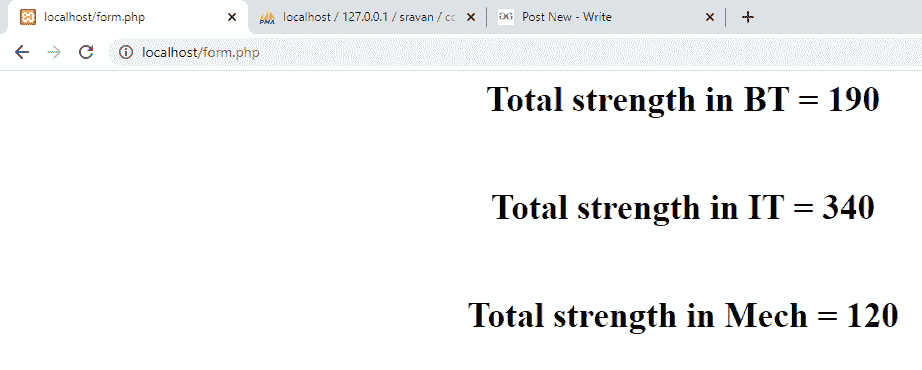 localhost/form.php
localhost / 127.0.0.1 / sravan / cc
Post New - Write
localhost/form.php
Total strength in BT = 190
Total strength in IT = 340
Total strength in Mech = 120